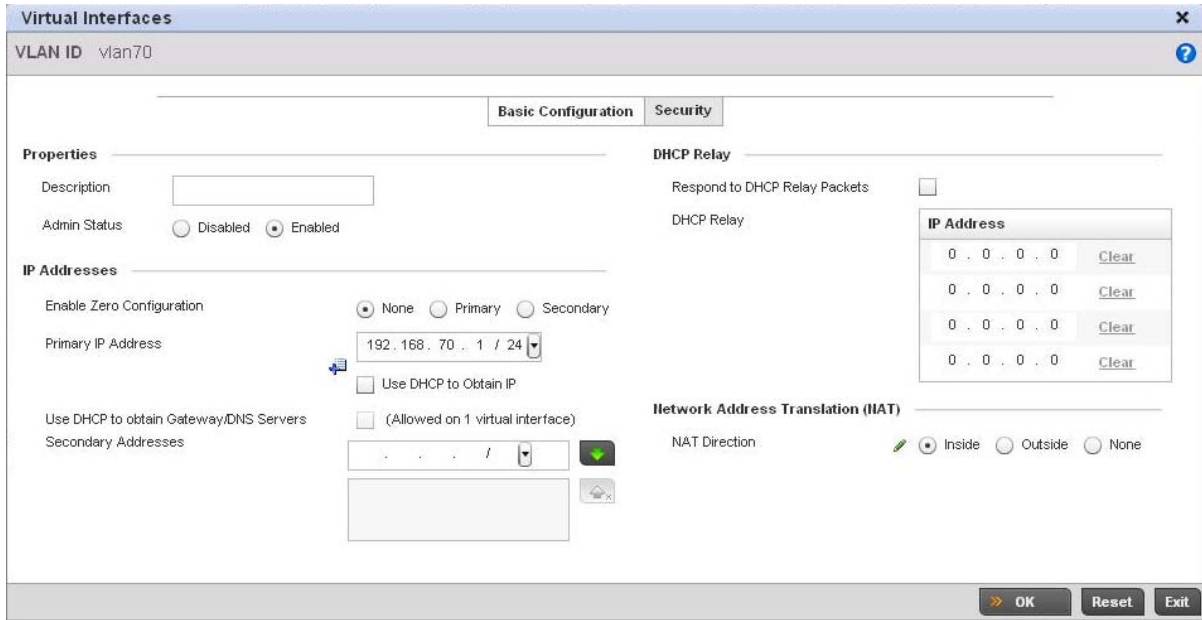 Virtual Interfaces
VLAN ID vlan70
Basic Configuration Security
Properties
Description
Admin Status Disabled Enabled
IP Addresses
Enable Zero Configuration None Primary Secondary
Primary IP Address 192 . 168 . 70 . 1 / 24
Use DHCP to Obtain IP
Use DHCP to obtain Gateway/DNS Servers (Allowed on 1 virtual interface)
Secondary Addresses . . . /
DHCP Relay
Respond to DHCP Relay Packets
DHCP Relay
IP Address
0 . 0 . 0 . 0 Clear
0 . 0 . 0 . 0 Clear
0 . 0 . 0 . 0 Clear
0 . 0 . 0 . 0 Clear
Network Address Translation (NAT)
NAT Direction Inside Outside None
OK Reset Exit